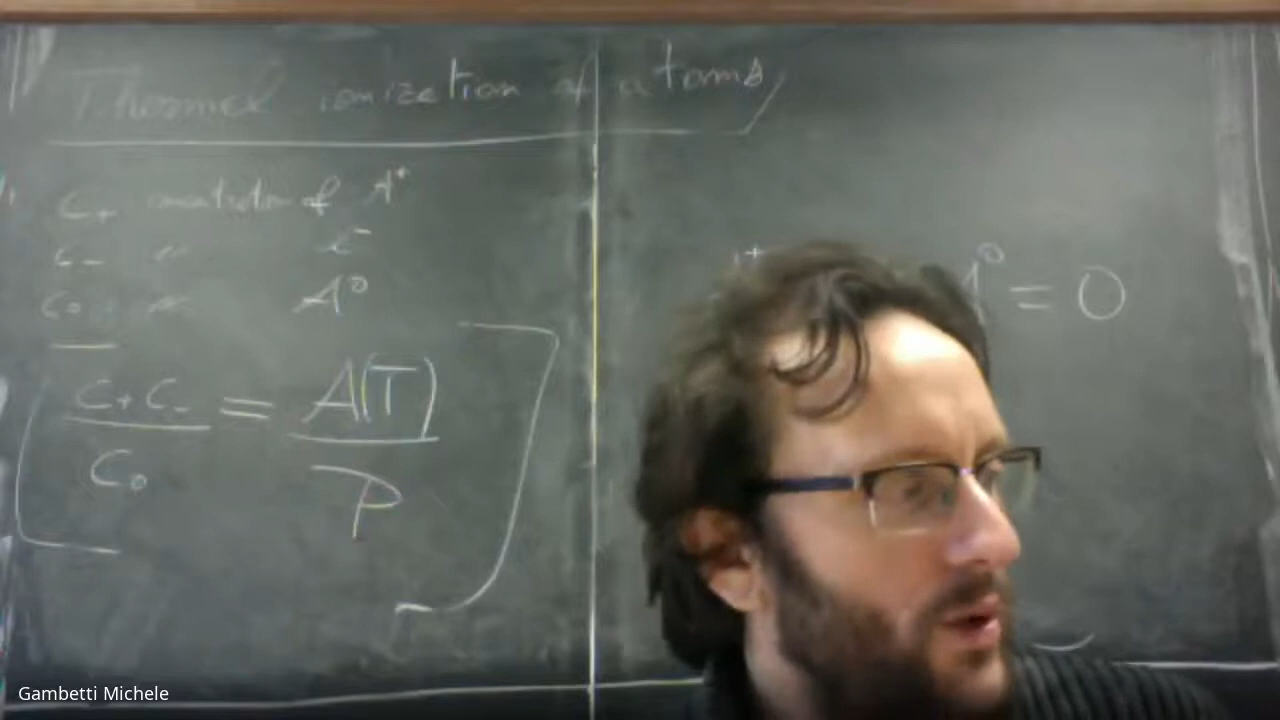 Thermal ionization of atoms
C+ concentration of A+
C- " e-
C0 " A0
C+ C- / C0 = A(T) / P
A0 = 0
Gambetti Michele